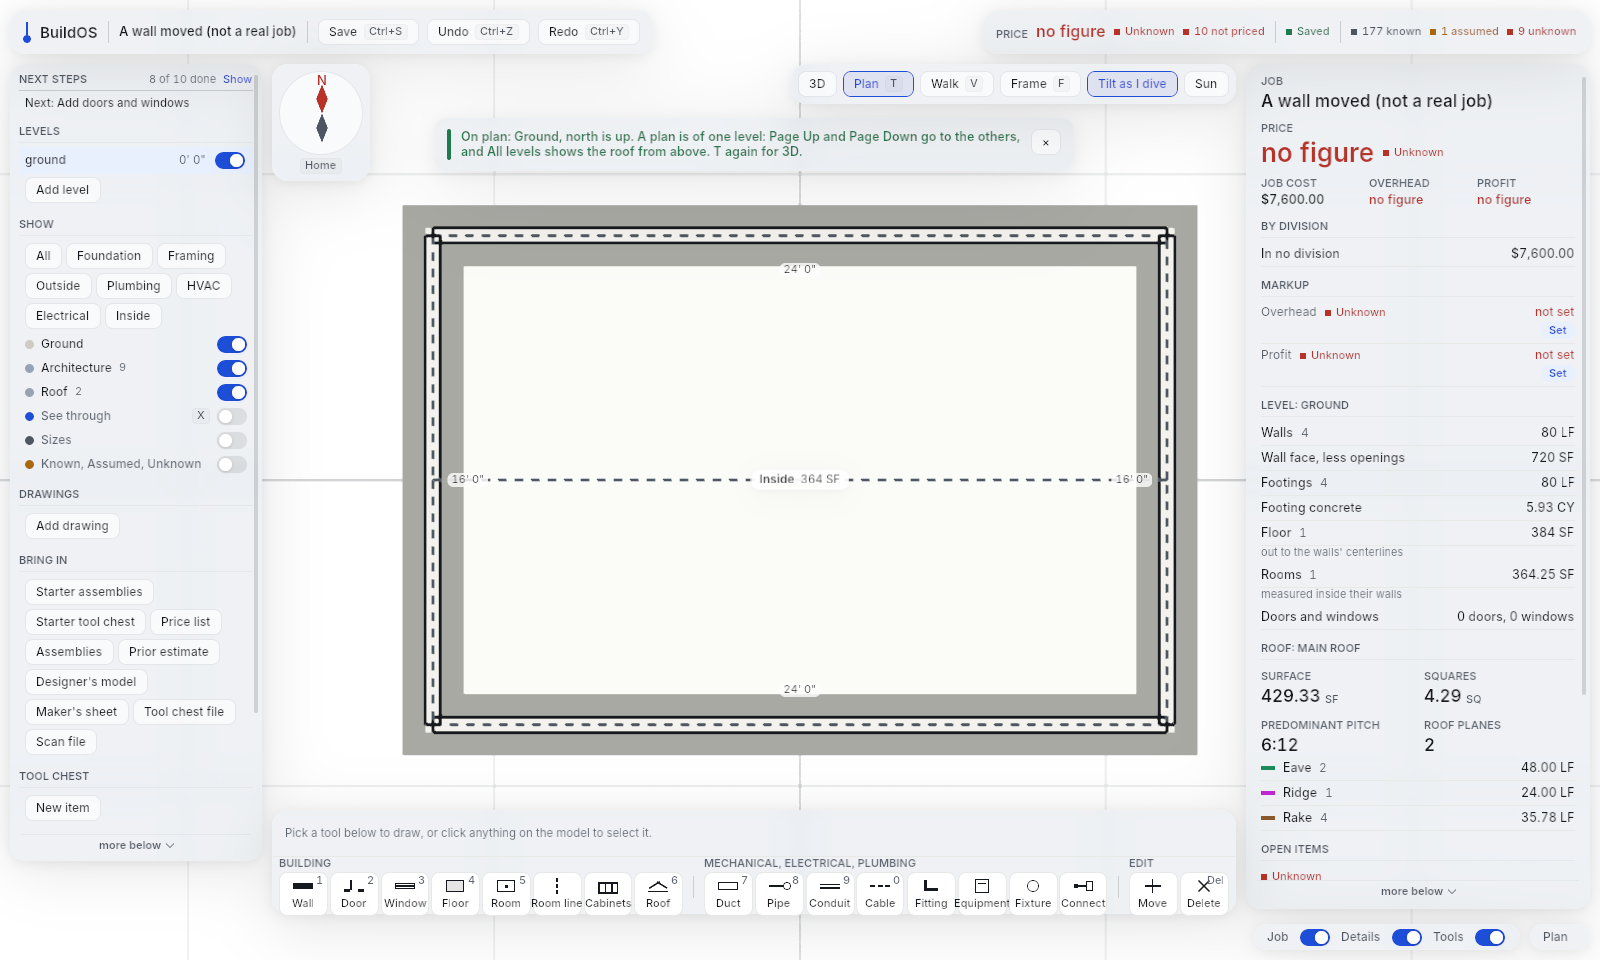 BuildOS
A wall moved (not a real job)
Save Ctrl+S
Undo Ctrl+Z
Redo Ctrl+Y
PRICE no figure Unknown 10 not priced Saved 177 known 1 assumed 9 unknown
NEXT STEPS 8 of 10 done Show
Next: Add doors and windows
LEVELS
ground 0' 0"
Add level
SHOW
All Foundation Framing
Outside Plumbing HVAC
Electrical Inside
Ground
Architecture 9
Roof 2
See through X
Sizes
Known, Assumed, Unknown
DRAWINGS
Add drawing
BRING IN
Starter assemblies
Starter tool chest Price list
Assemblies Prior estimate
Designer's model
Maker's sheet Tool chest file
Scan file
TOOL CHEST
New item
more below
N
Home
3D Plan T Walk V Frame F Tilt as I dive Sun
On plan: Ground, north is up. A plan is of one level: Page Up and Page Down go to the others,
and All levels shows the roof from above. T again for 3D.
×
24' 0"
16' 0"
Inside 364 SF
16' 0"
24' 0"
Pick a tool below to draw, or click anything on the model to select it.
BUILDING
Wall 1
Door 2
Window 3
Floor 4
Room 5
Room line
Cabinets
Roof 6
MECHANICAL, ELECTRICAL, PLUMBING
Duct 7
Pipe 8
Conduit 9
Cable 0
Fitting
Equipment
Fixture
Connect
EDIT
Move
Delete Del
JOB
A wall moved (not a real job)
PRICE
no figure Unknown
JOB COST OVERHEAD PROFIT
$7,600.00 no figure no figure
BY DIVISION
In no division $7,600.00
MARKUP
Overhead Unknown not set
Set
Profit Unknown not set
Set
LEVEL: GROUND
Walls 4 80 LF
Wall face, less openings 720 SF
Footings 4 80 LF
Footing concrete 5.93 CY
Floor 1 384 SF
out to the walls' centerlines
Rooms 1 364.25 SF
measured inside their walls
Doors and windows 0 doors, 0 windows
ROOF: MAIN ROOF
SURFACE SQUARES
429.33 SF 4.29 SQ
PREDOMINANT PITCH ROOF PLANES
6:12 2
Eave 2 48.00 LF
Ridge 1 24.00 LF
Rake 4 35.78 LF
OPEN ITEMS
Unknown
more below
Job Details Tools Plan